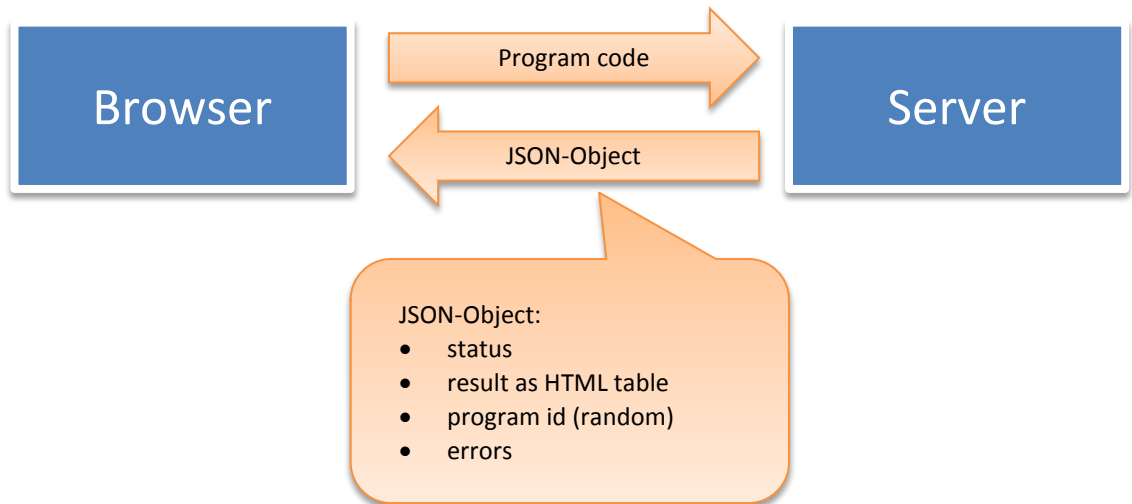 Browser
Program code
Server
JSON-Object
JSON-Object:
• status
• result as HTML table
• program id (random)
• errors